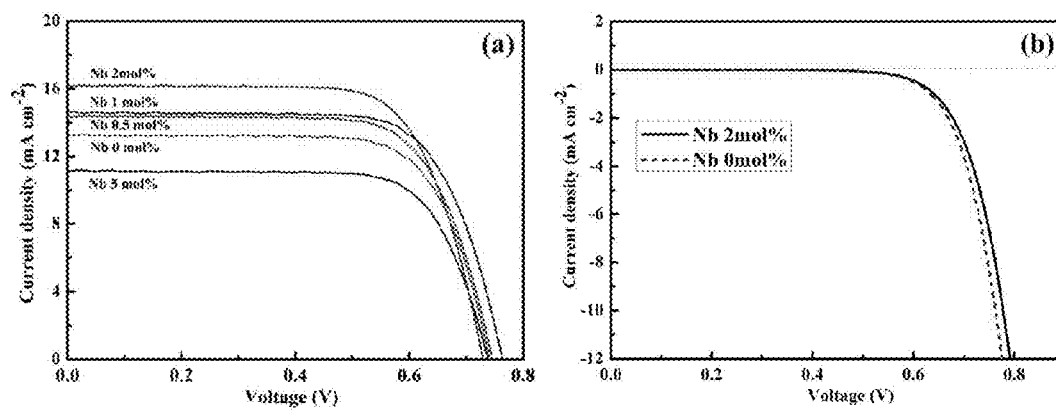 (a)
20
16
12
8
4
0
Current density (mA cm⁻²)
Nb 2mol%
Nb 1 mol%
Nb 0.5 mol%
Nb 0 mol%
Nb 5 mol%
0.0 0.2 0.4 0.6 0.8
Voltage (V)
(b)
2
0
-2
-4
-6
-8
-10
-12
Current density (mA cm⁻²)
Nb 2mol%
Nb 0mol%
0.0 0.2 0.4 0.6 0.8
Voltage (V)